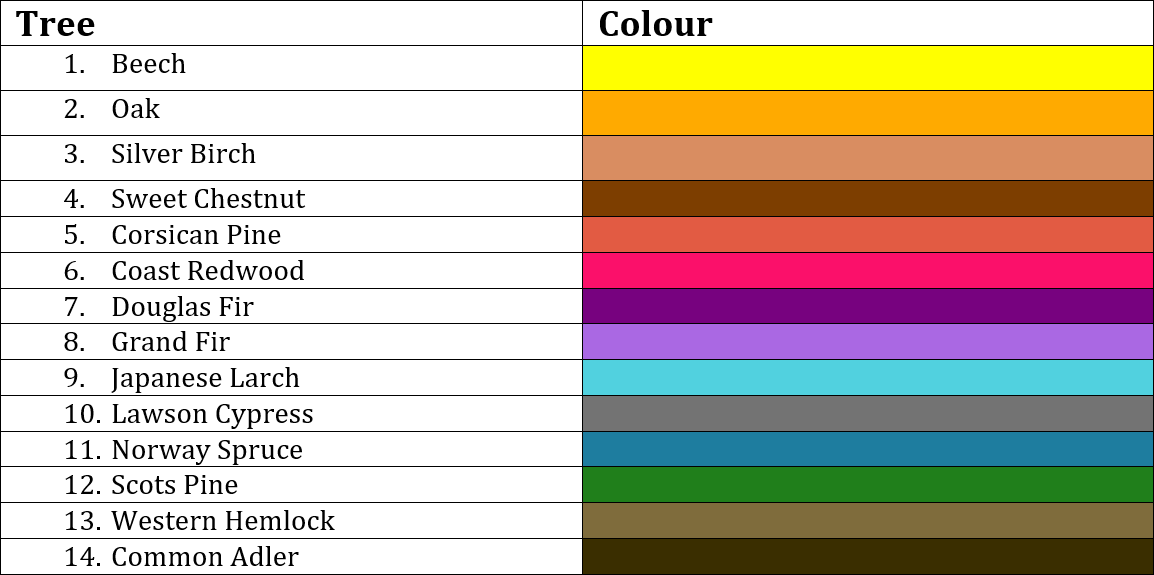 Tree Colour
1. Beech
2. Oak
3. Silver Birch
4. Sweet Chestnut
5. Corsican Pine
6. Coast Redwood
7. Douglas Fir
8. Grand Fir
9. Japanese Larch
10. Lawson Cypress
11. Norway Spruce
12. Scots Pine
13. Western Hemlock
14. Common Adler